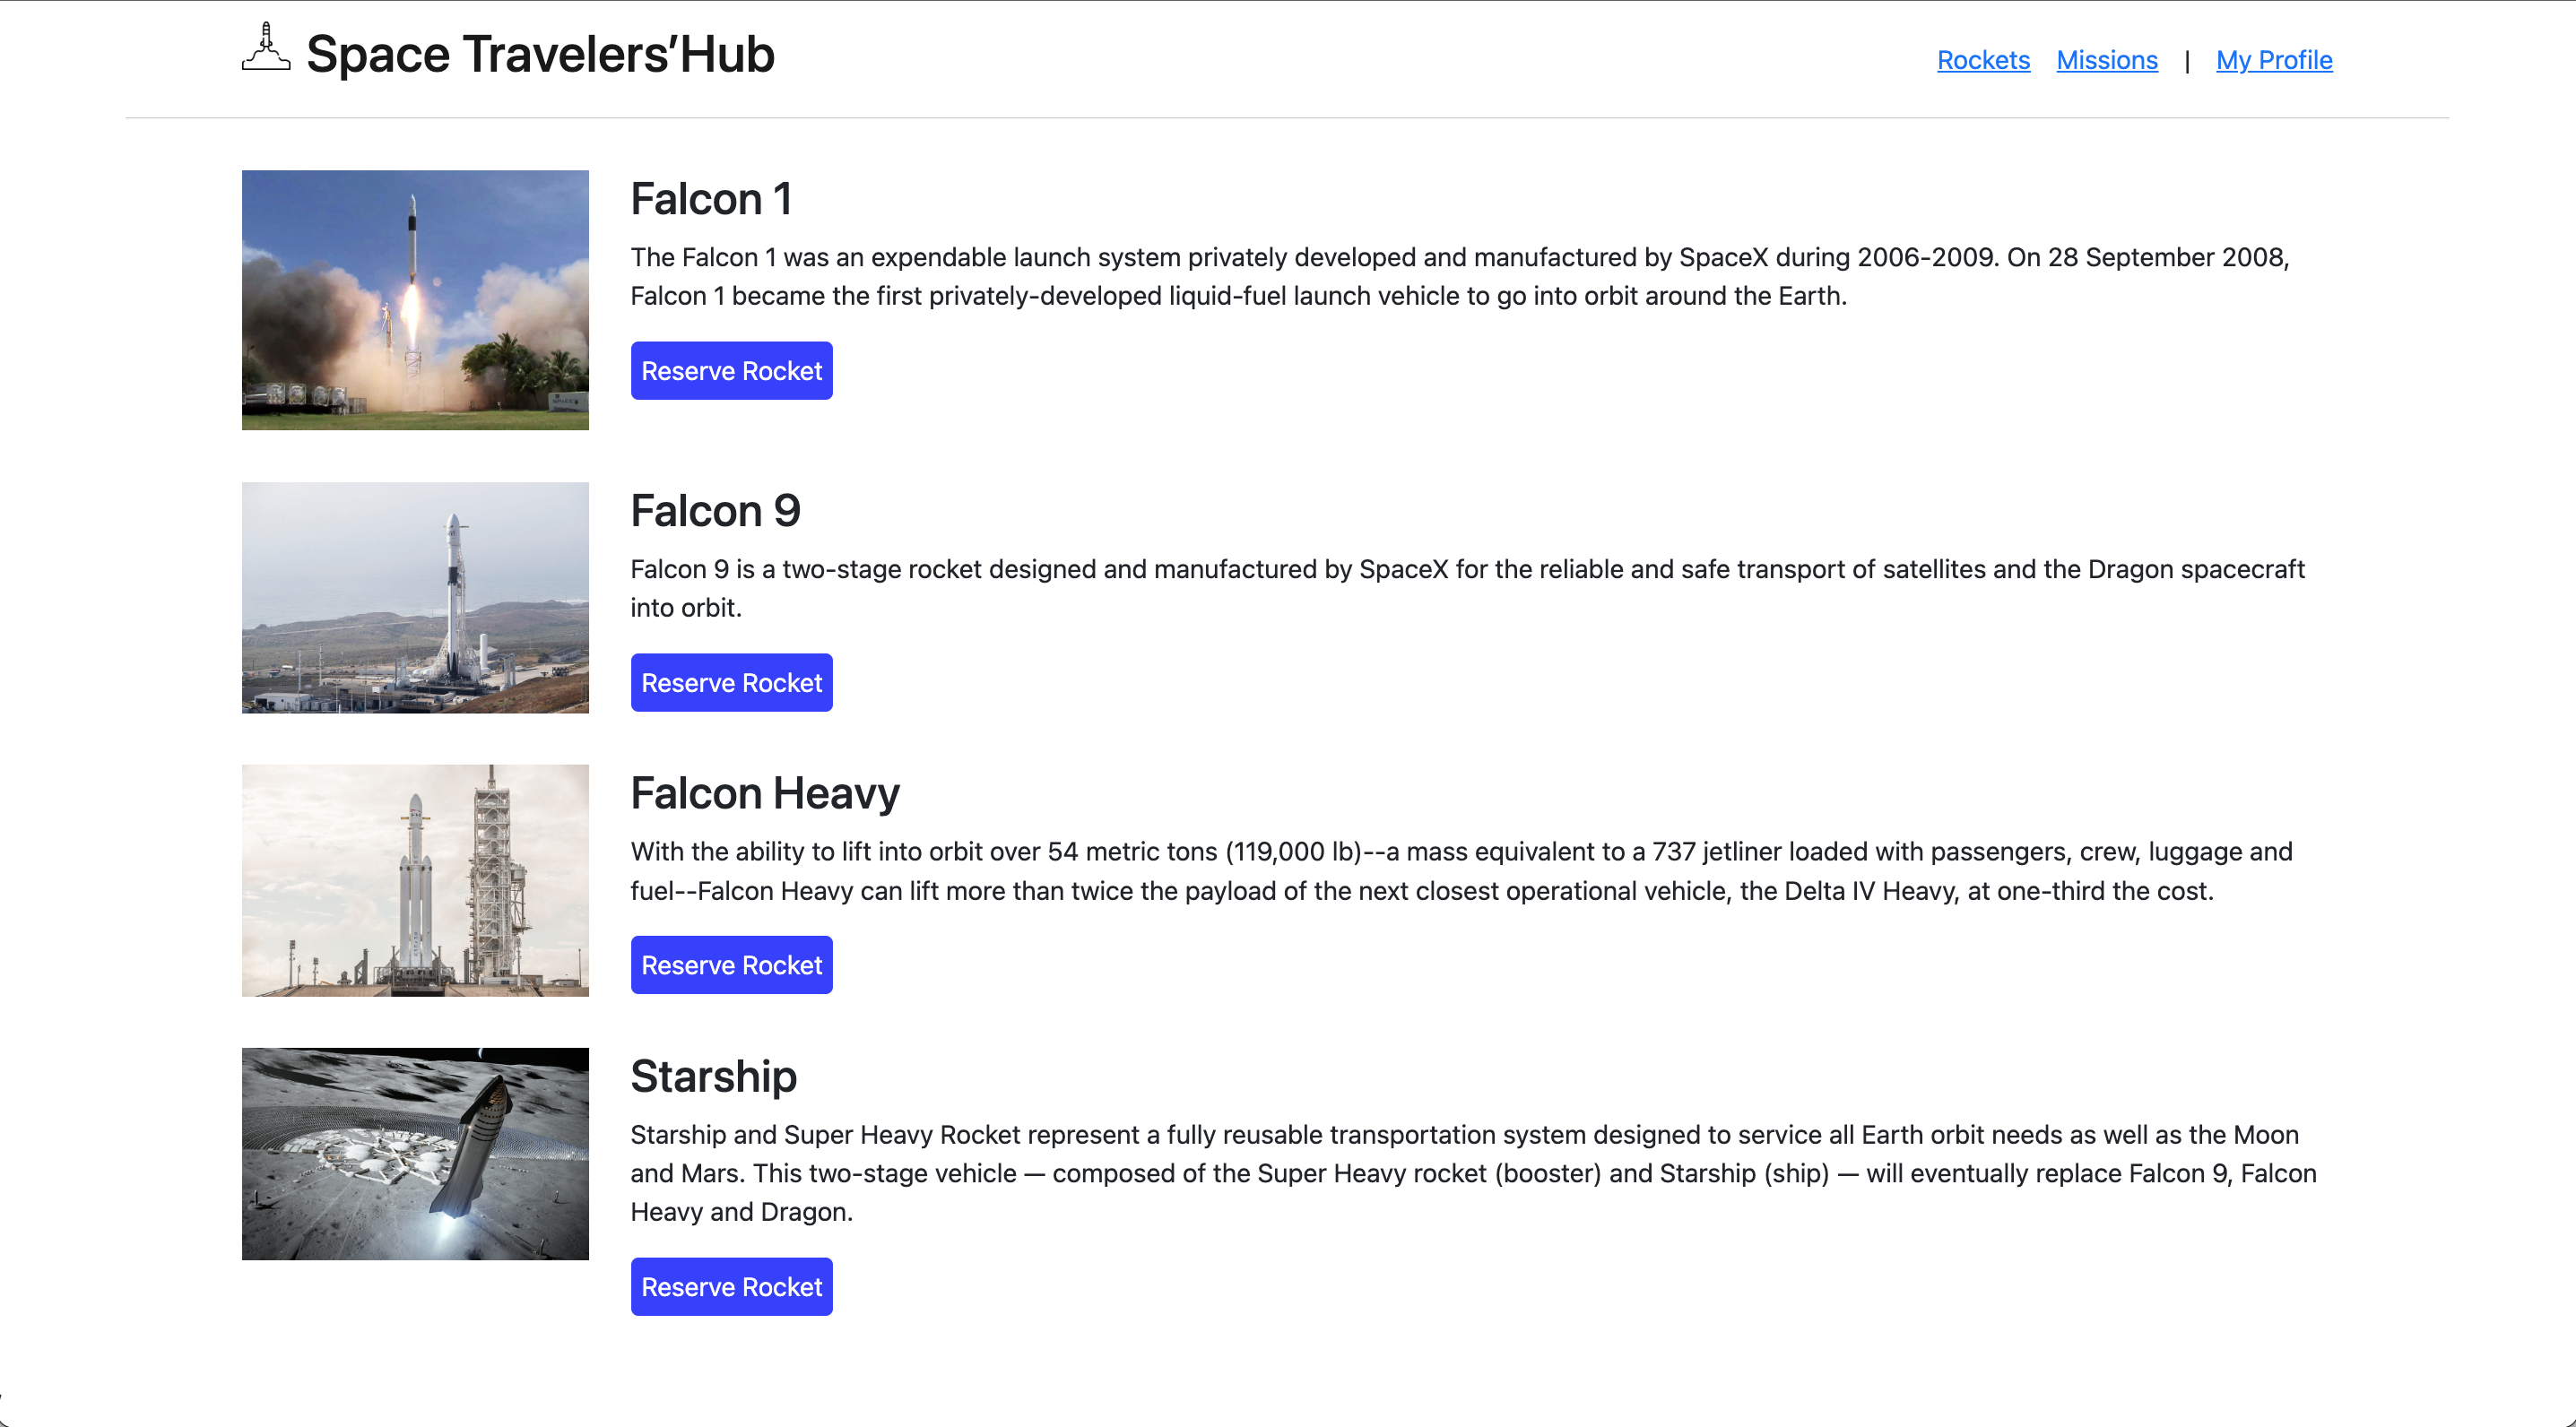 Space Travelers’Hub
Rockets Missions | My Profile
Falcon 1
The Falcon 1 was an expendable launch system privately developed and manufactured by SpaceX during 2006-2009. On 28 September 2008,
Falcon 1 became the first privately-developed liquid-fuel launch vehicle to go into orbit around the Earth.
Reserve Rocket
Falcon 9
Falcon 9 is a two-stage rocket designed and manufactured by SpaceX for the reliable and safe transport of satellites and the Dragon spacecraft
into orbit.
Reserve Rocket
Falcon Heavy
With the ability to lift into orbit over 54 metric tons (119,000 lb)--a mass equivalent to a 737 jetliner loaded with passengers, crew, luggage and
fuel--Falcon Heavy can lift more than twice the payload of the next closest operational vehicle, the Delta IV Heavy, at one-third the cost.
Reserve Rocket
Starship
Starship and Super Heavy Rocket represent a fully reusable transportation system designed to service all Earth orbit needs as well as the Moon
and Mars. This two-stage vehicle — composed of the Super Heavy rocket (booster) and Starship (ship) — will eventually replace Falcon 9, Falcon
Heavy and Dragon.
Reserve Rocket